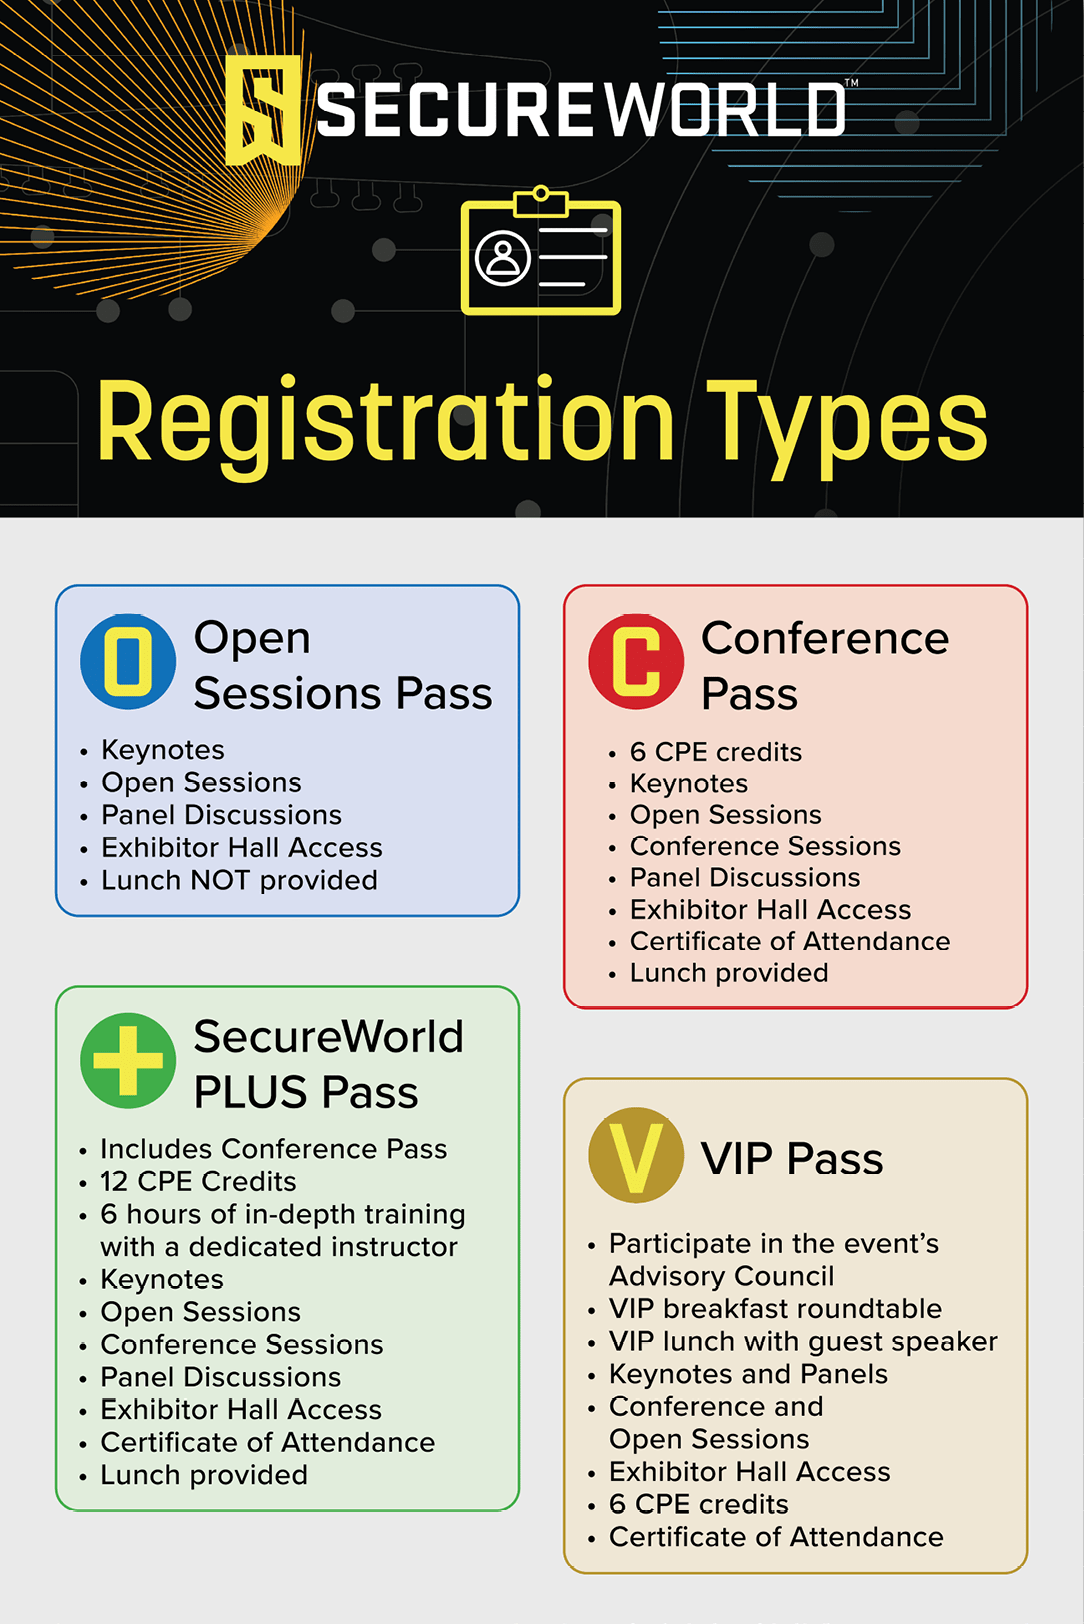 SECUREWORLD™
Registration Types
O
Open
Sessions Pass
• Keynotes
• Open Sessions
• Panel Discussions
• Exhibitor Hall Access
• Lunch NOT provided
C
Conference
Pass
• 6 CPE credits
• Keynotes
• Open Sessions
• Conference Sessions
• Panel Discussions
• Exhibitor Hall Access
• Certificate of Attendance
• Lunch provided
+
SecureWorld
PLUS Pass
• Includes Conference Pass
• 12 CPE Credits
• 6 hours of in-depth training
with a dedicated instructor
• Keynotes
• Open Sessions
• Conference Sessions
• Panel Discussions
• Exhibitor Hall Access
• Certificate of Attendance
• Lunch provided
V
VIP Pass
• Participate in the event’s
Advisory Council
• VIP breakfast roundtable
• VIP lunch with guest speaker
• Keynotes and Panels
• Conference and
Open Sessions
• Exhibitor Hall Access
• 6 CPE credits
• Certificate of Attendance